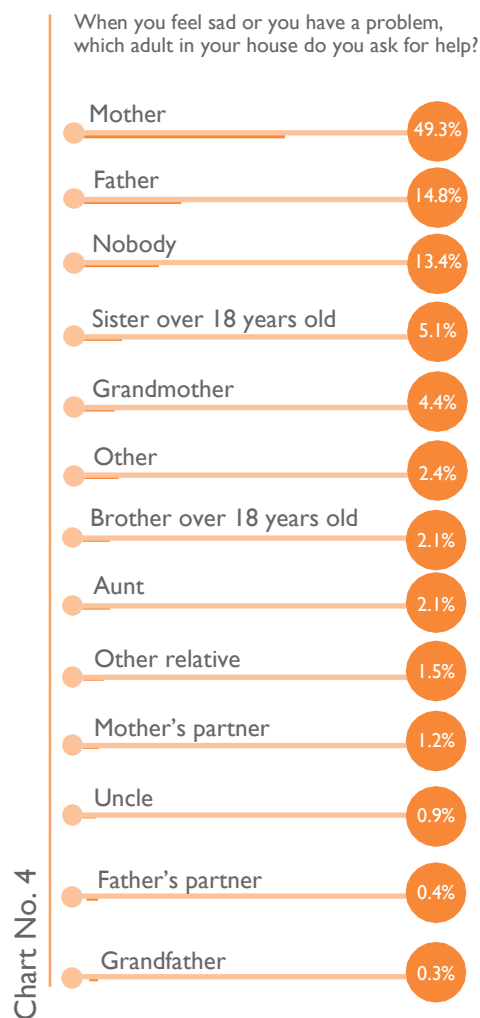 When you feel sad or you have a problem,
which adult in your house do you ask for help?
Mother
49.3%
Father
14.8%
Nobody
13.4%
Sister over 18 years old
5.1%
Grandmother
4.4%
Other
2.4%
Brother over 18 years old
2.1%
Aunt
2.1%
Other relative
1.5%
Mother’s partner
1.2%
Uncle
0.9%
Father’s partner
0.4%
Grandfather
0.3%
Chart No. 4